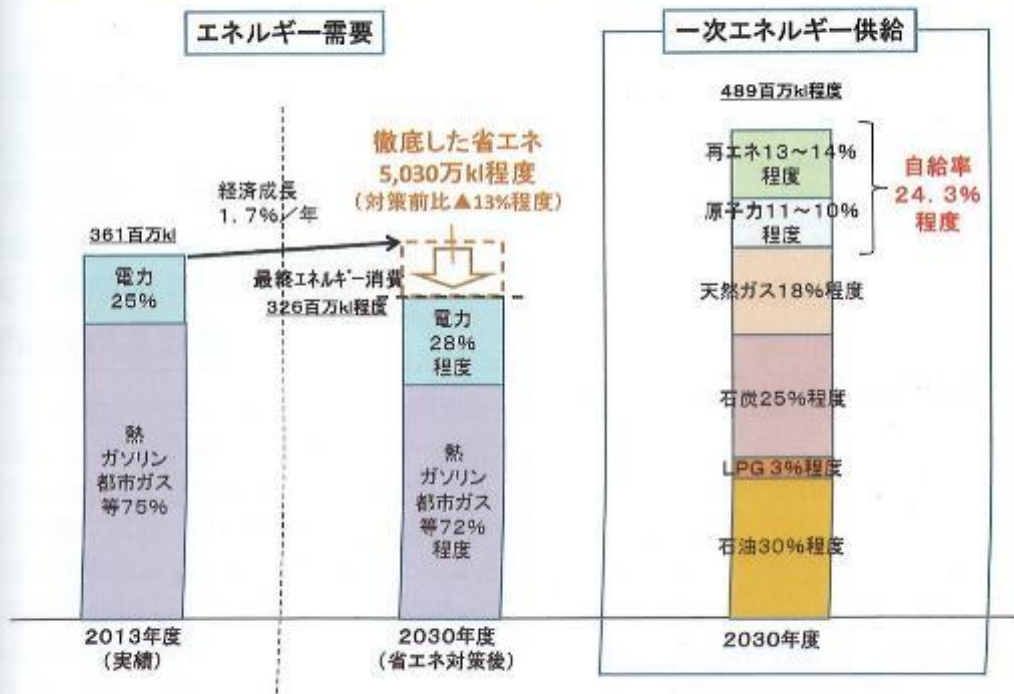 エネルギー需要
一次エネルギー供給
489百万kl程度
徹底した省エネ
5,030万kl程度
(対策前比▲13%程度)
経済成長
1.7%/年
361百万kl
電力
25%
熱
ガソリン
都市ガス
等75%
最終エネルギー消費
326百万kl程度
電力
28%
程度
熱
ガソリン
都市ガス
等72%
程度
再エネ13~14%
程度
原子力11~10%
程度
自給率
24.3%
程度
天然ガス18%程度
石炭25%程度
LPG 3%程度
石油30%程度
2013年度
(実績)
2030年度
(省エネ対策後)
2030年度